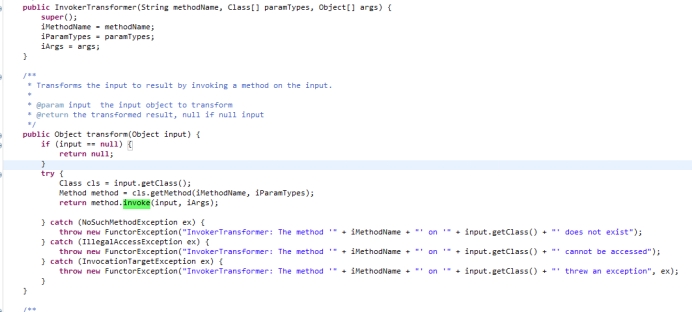 public InvokerTransformer(String methodName, Class[] paramTypes, Object[] args) {
super();
iMethodName = methodName;
iParamTypes = paramTypes;
iArgs = args;
}
/**
* Transforms the input to result by invoking a method on the input.
*
* @param input  the input object to transform
* @return the transformed result, null if null input
*/
public Object transform(Object input) {
if (input == null) {
return null;
}
try {
Class cls = input.getClass();
Method method = cls.getMethod(iMethodName, iParamTypes);
return method.invoke(input, iArgs);
} catch (NoSuchMethodException ex) {
throw new FunctorException("InvokerTransformer: The method '" + iMethodName + "' on '" + input.getClass() + "' does not exist");
} catch (IllegalAccessException ex) {
throw new FunctorException("InvokerTransformer: The method '" + iMethodName + "' on '" + input.getClass() + "' cannot be accessed");
} catch (InvocationTargetException ex) {
throw new FunctorException("InvokerTransformer: The method '" + iMethodName + "' on '" + input.getClass() + "' threw an exception", ex);
}
}
/**